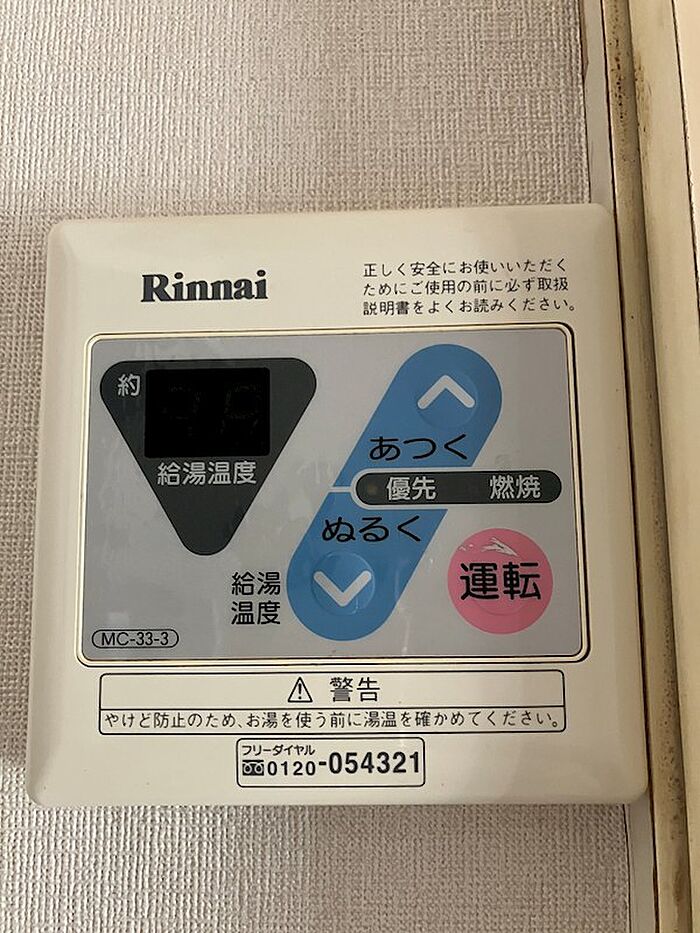 Rinnai
正しく安全にお使いいただく
ためにご使用の前に必ず取扱
説明書をよくお読みください。
約
給湯温度
あつく
優先 燃焼
ぬるく
給湯
温度
運転
MC-33-3
⚠ 警告
やけど防止のため、お湯を使う前に湯温を確かめてください。
フリーダイヤル
0120-054321